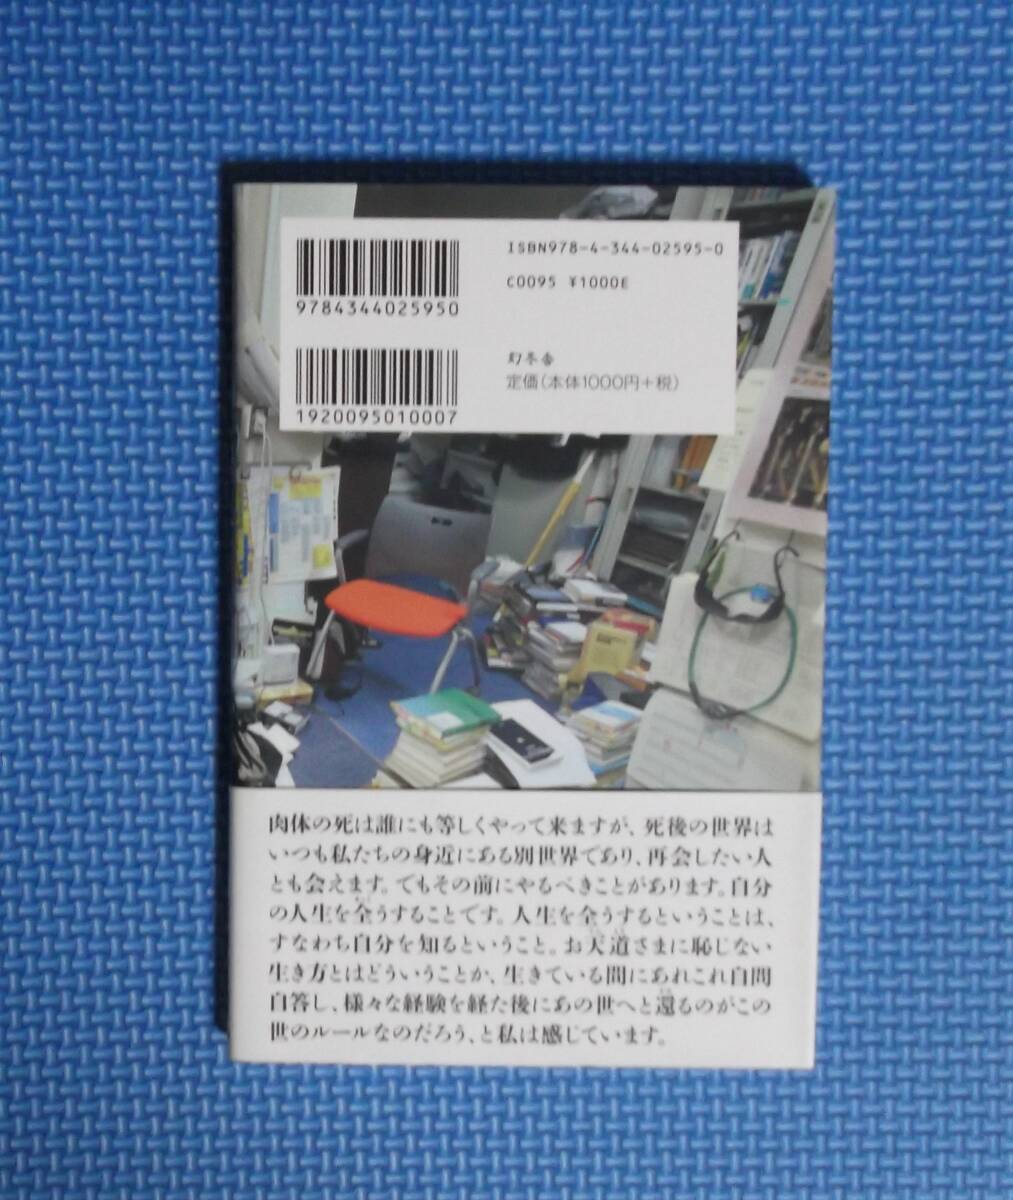 ISBN978-4-344-02595-0
C0095 ¥1000E
9784344025950
幻冬舎
定価(本体1000円+税)
1920095010007
肉体の死は誰にも等しくやって来ますが、死後の世界は
いつも私たちの身近にある別世界であり、再会したい人
とも会えます。でもその前にやるべきことがあります。自分
の人生を全うすることです。人生を全うするということは、
すなわち自分を知るということ。お天道さまに恥じない
生き方とはどういうことか、生きている間にあれこれ自問
自答し、様々な経験を経た後にあの世へと還るのがこの
世のルールなのだろう、と私は感じています。